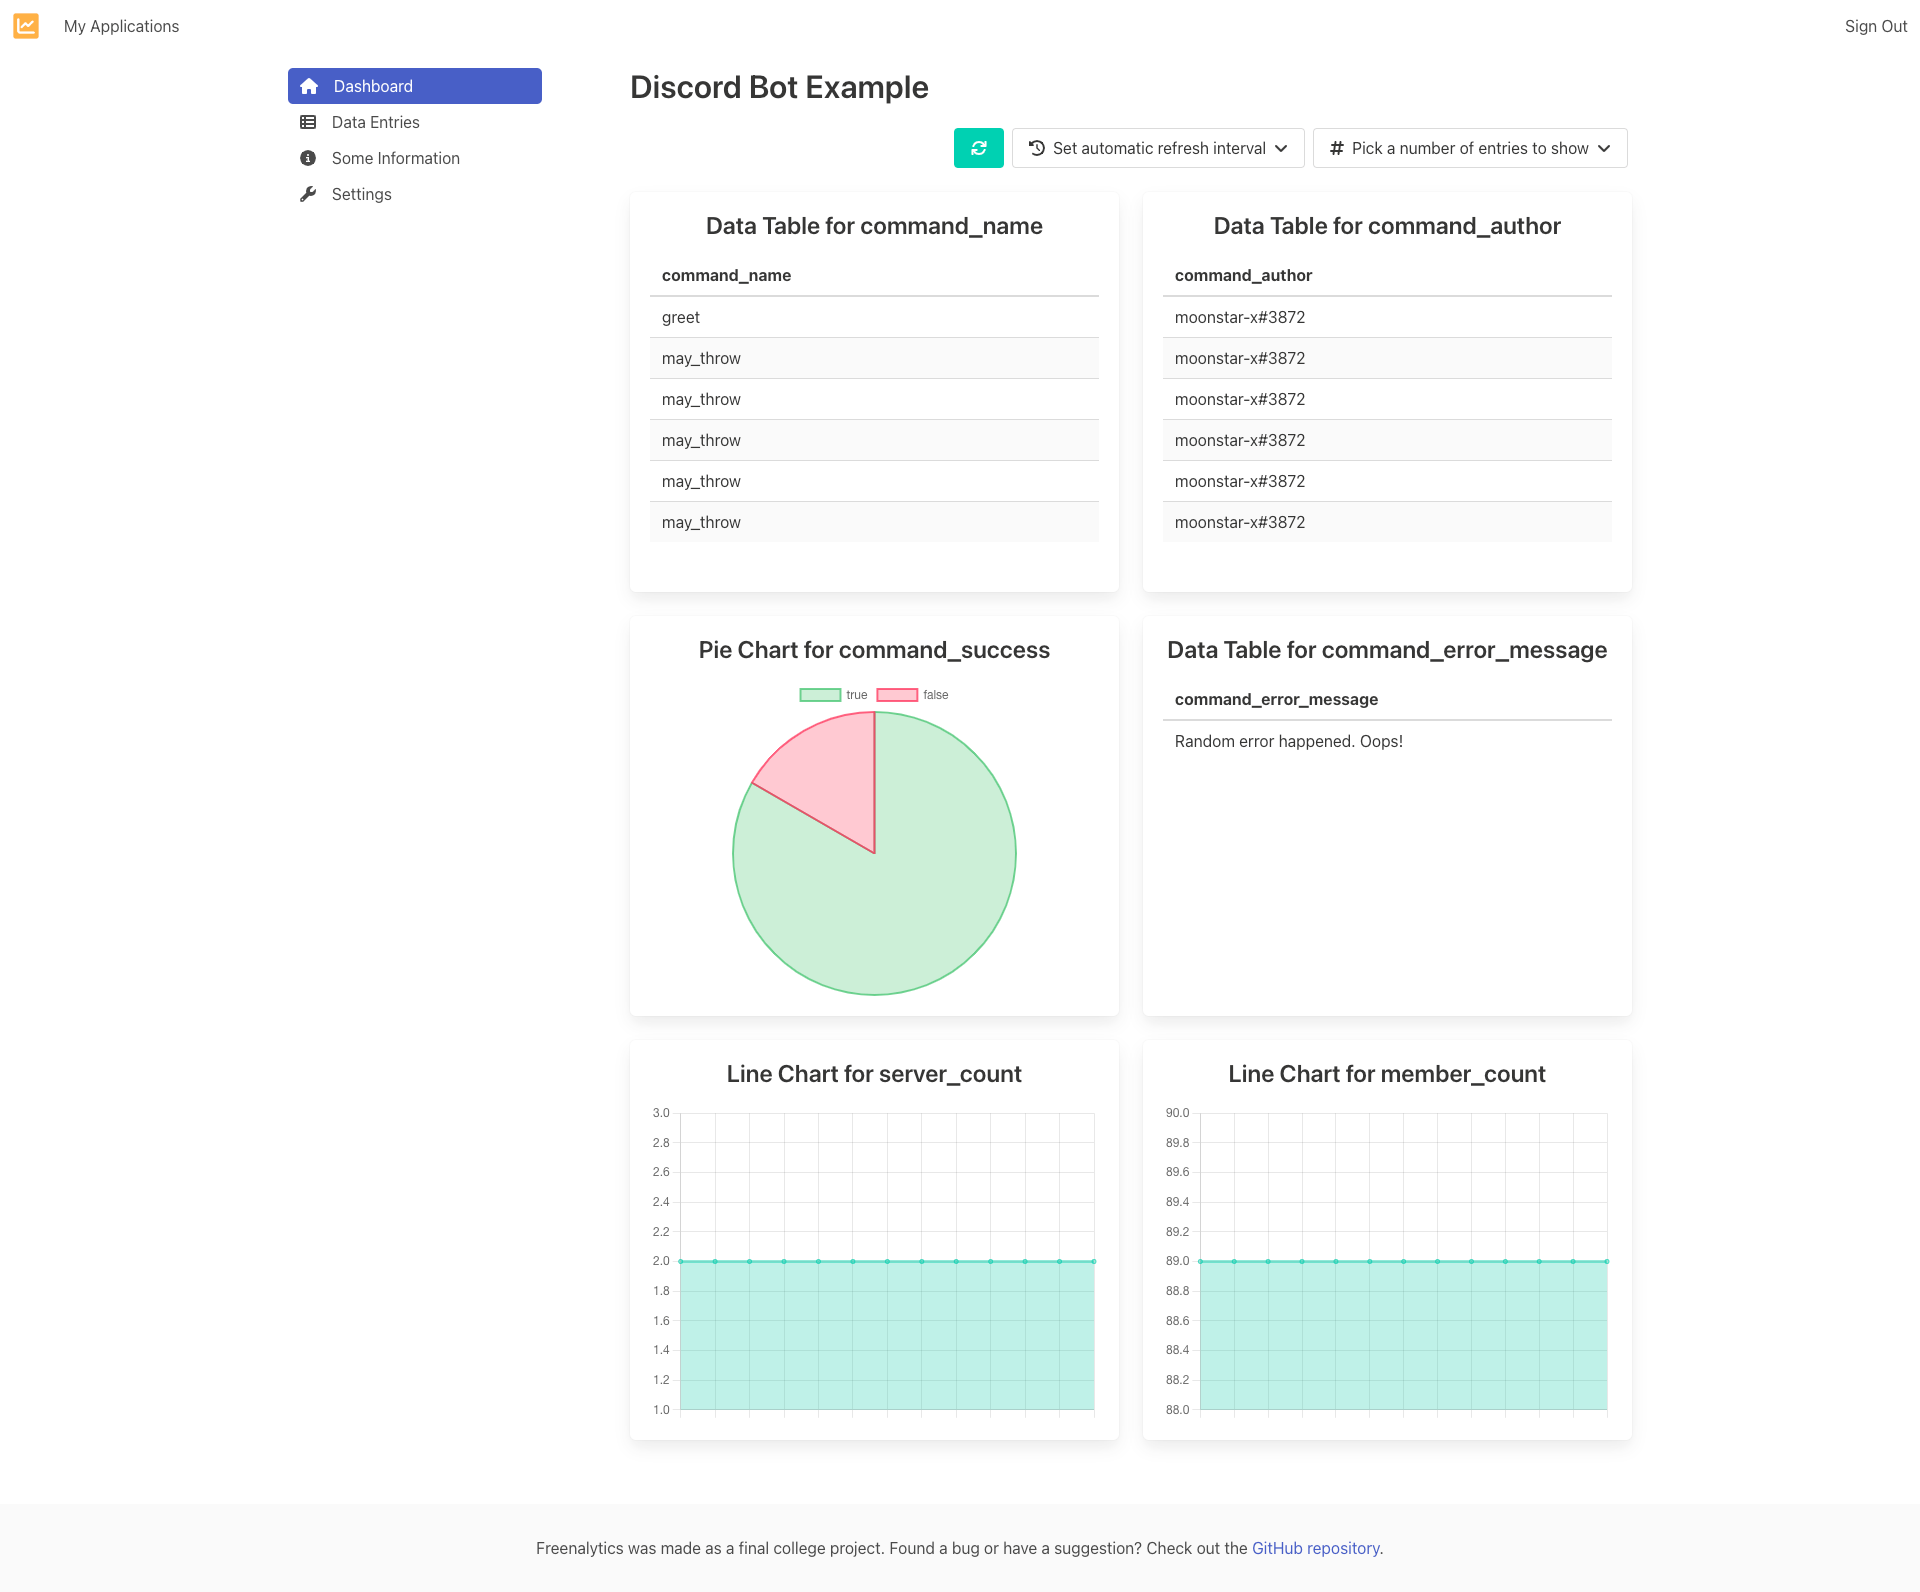 My Applications
Sign Out
Dashboard
Data Entries
Some Information
Settings
Discord Bot Example
Set automatic refresh interval
Pick a number of entries to show
Data Table for command_name
command_name
greet
may_throw
may_throw
may_throw
may_throw
may_throw
Data Table for command_author
command_author
moonstar-x#3872
moonstar-x#3872
moonstar-x#3872
moonstar-x#3872
moonstar-x#3872
moonstar-x#3872
Pie Chart for command_success
true false
Data Table for command_error_message
command_error_message
Random error happened. Oops!
Line Chart for server_count
3.0
2.8
2.6
2.4
2.2
2.0
1.8
1.6
1.4
1.2
1.0
Line Chart for member_count
90.0
89.8
89.6
89.4
89.2
89.0
88.8
88.6
88.4
88.2
88.0
Freenalytics was made as a final college project. Found a bug or have a suggestion? Check out the GitHub repository.